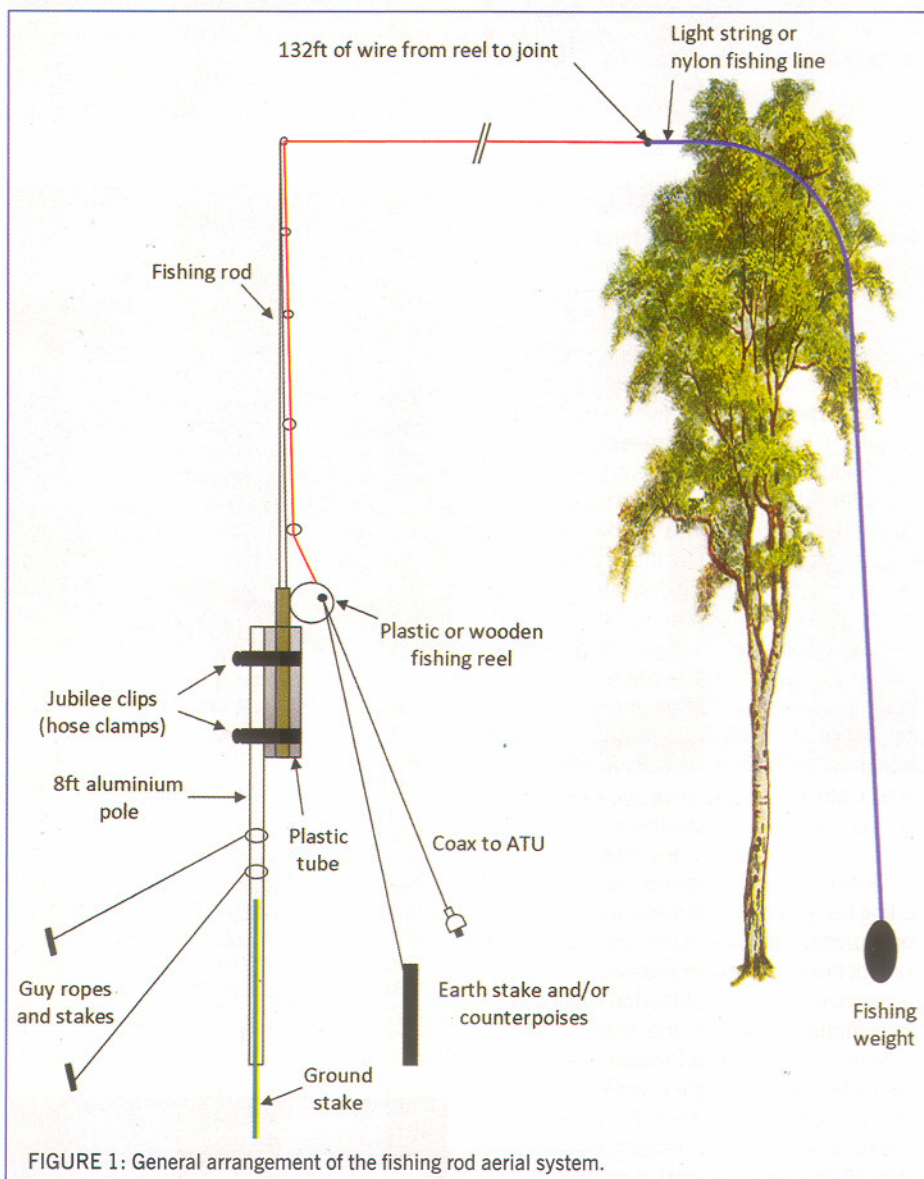 132ft of wire from reel to joint
Light string or
nylon fishing line
Fishing rod
Plastic or wooden
fishing reel
Jubilee clips
(hose clamps)
8ft aluminium
pole
Plastic
tube
Coax to ATU
Guy ropes
and stakes
Earth stake and/or
counterpoises
Fishing
weight
Ground
stake
FIGURE 1: General arrangement of the fishing rod aerial system.